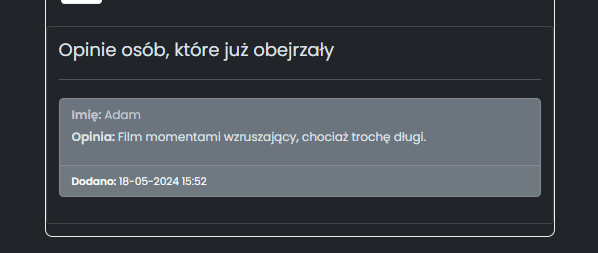 Opinie osób, które już obejrzały
Imię: Adam
Opinia: Film momentami wzruszający, chociaż trochę długi.
Dodano: 18-05-2024 15:52